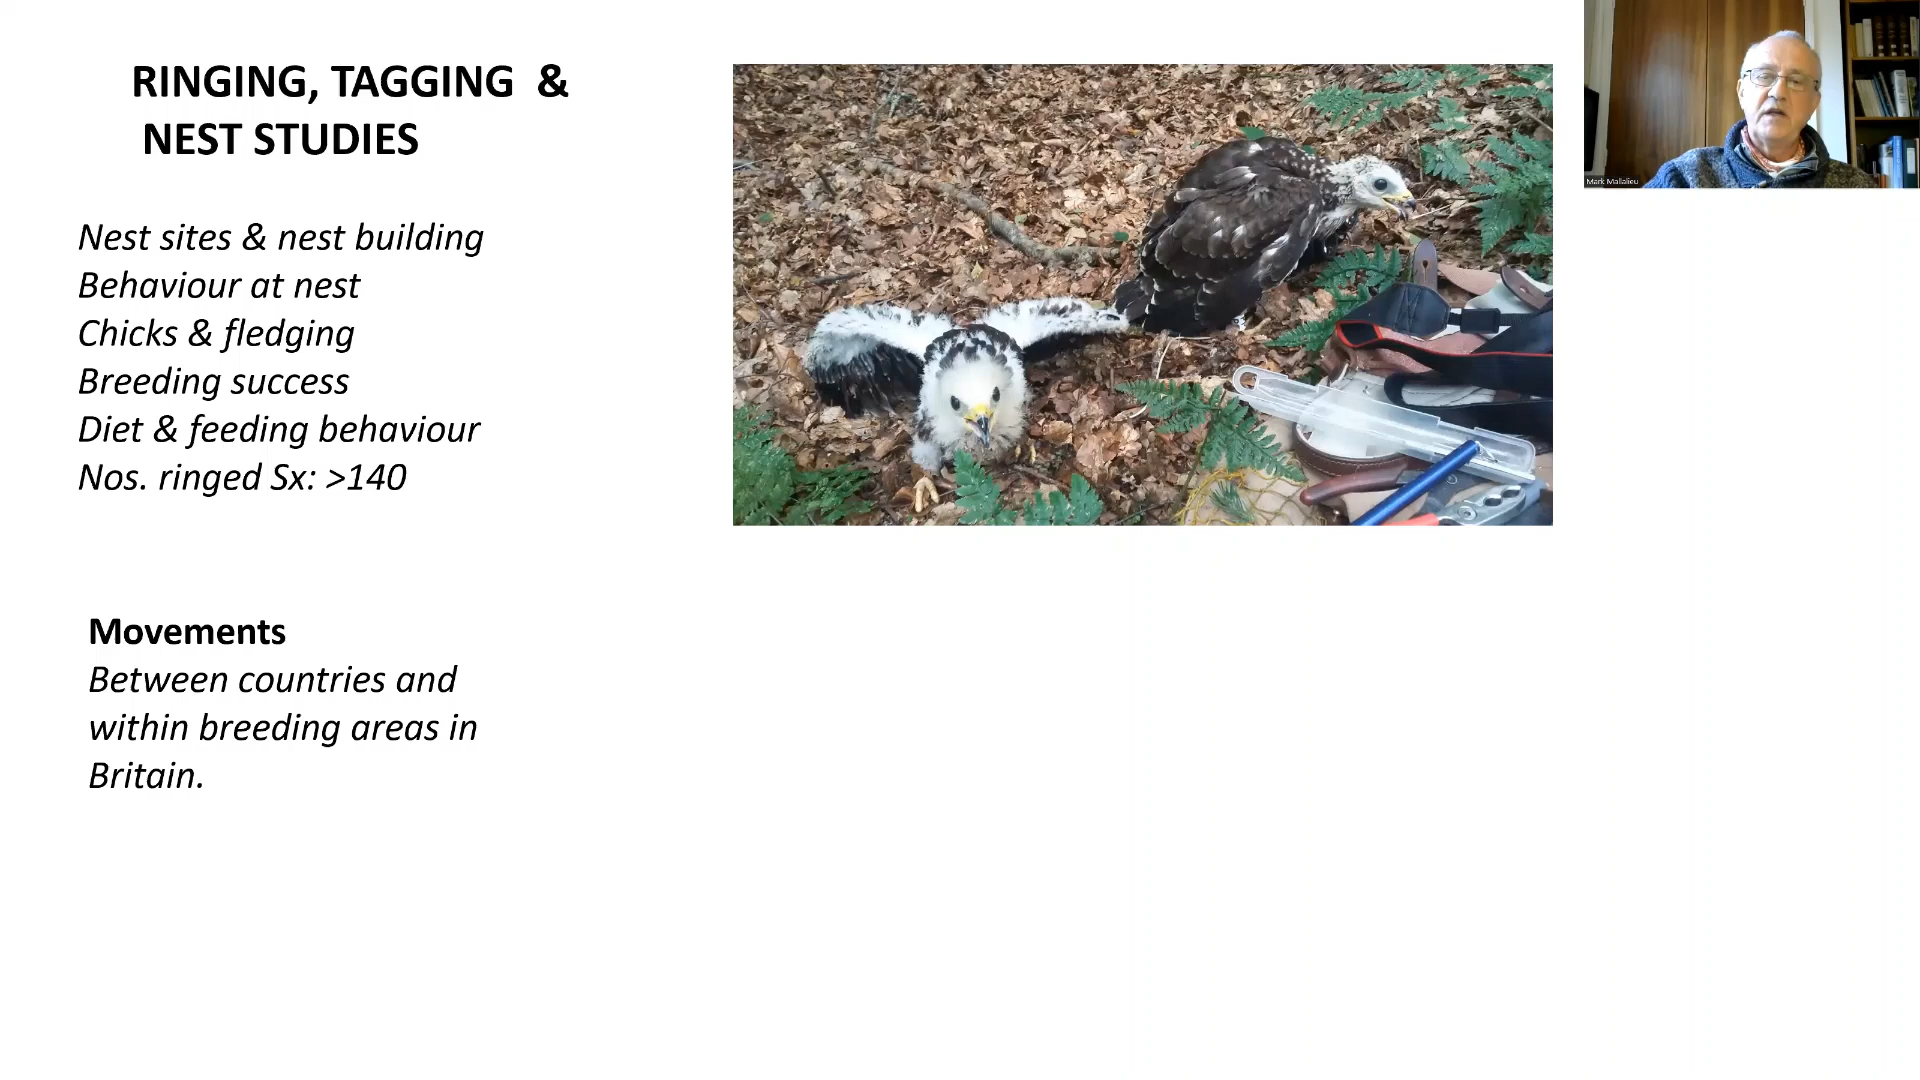 RINGING, TAGGING &
NEST STUDIES
Nest sites & nest building
Behaviour at nest
Chicks & fledging
Breeding success
Diet & feeding behaviour
Nos. ringed Sx: >140
Movements
Between countries and
within breeding areas in
Britain.
Mark Mallalieu